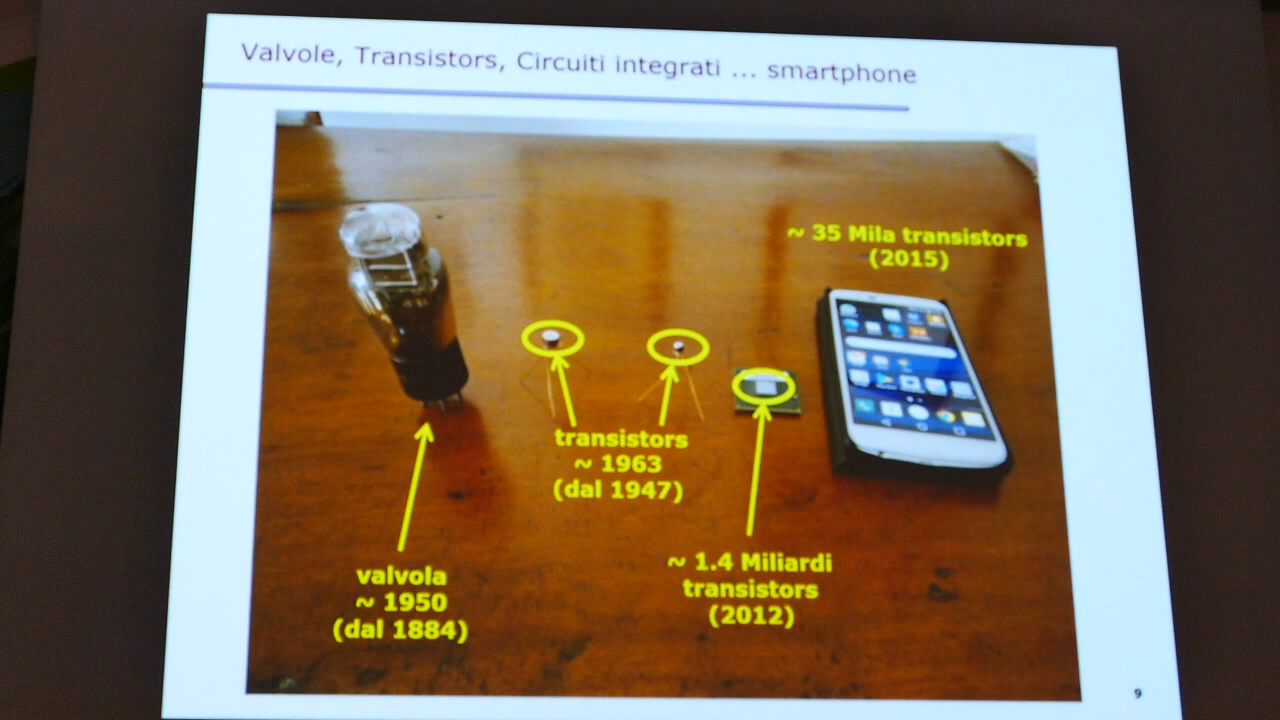 Valvole, Transistors, Circuiti integrati ... smartphone
~ 35 Mila transistors
(2015)
transistors
~ 1963
(dal 1947)
~ 1.4 Miliardi
transistors
(2012)
valvola
~ 1950
(dal 1884)
9